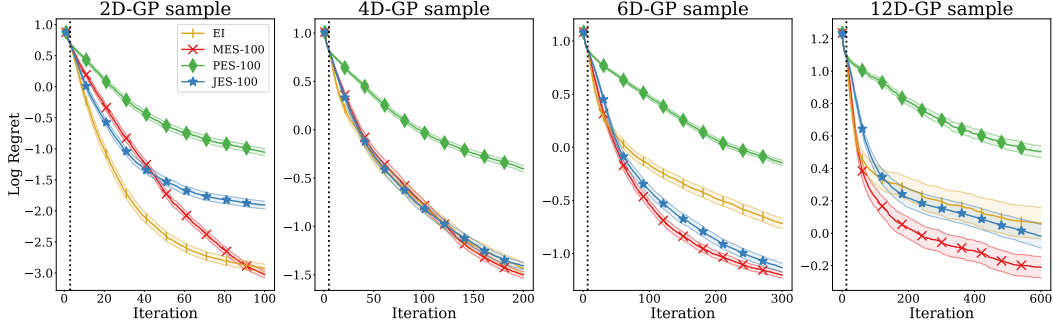 2D-GP sample
4D-GP sample
6D-GP sample
12D-GP sample
Log Regret
1.0
0.5
0.0
−0.5
−1.0
−1.5
−2.0
−2.5
−3.0
EI
MES-100
PES-100
JES-100
0 20 40 60 80 100
Iteration
1.0
0.5
0.0
−0.5
−1.0
−1.5
0 50 100 150 200
Iteration
1.0
0.5
0.0
−0.5
−1.0
0 100 200 300
Iteration
1.2
1.0
0.8
0.6
0.4
0.2
0.0
−0.2
0 200 400 600
Iteration